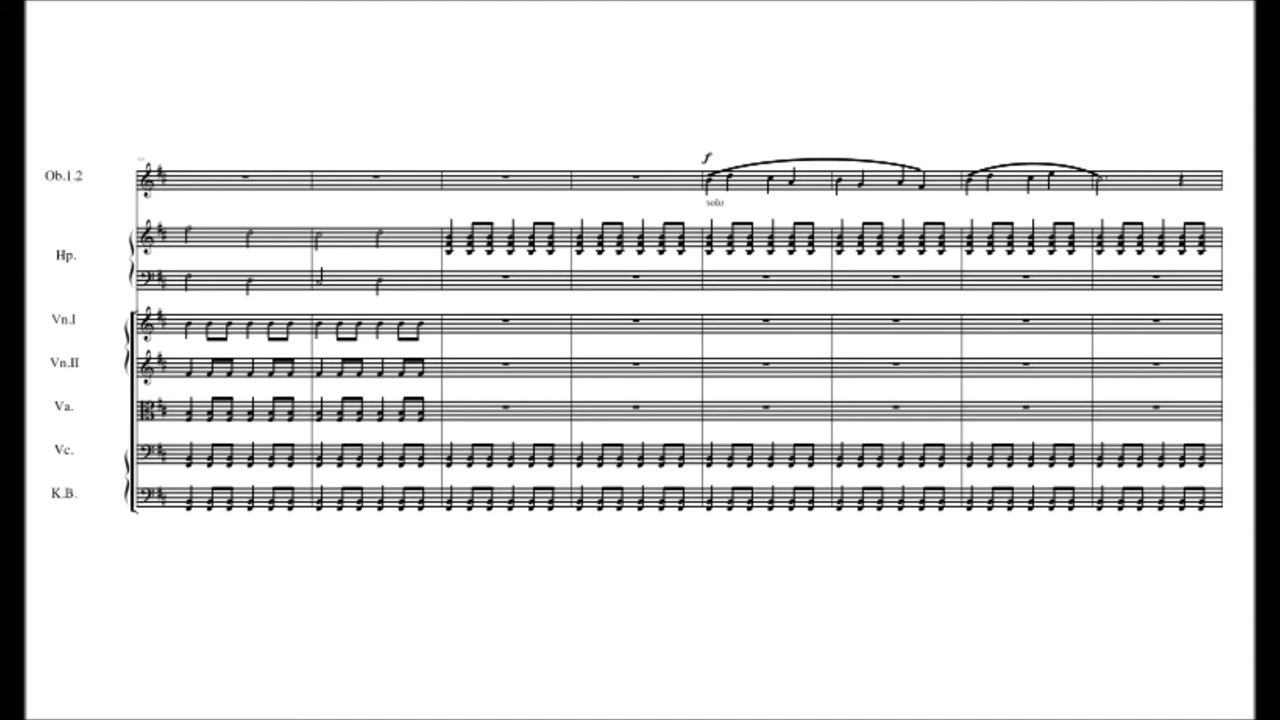 f
Ob.1.2
solo
Hp.
Vn.I
Vn.II
Va.
Vc.
K.B.